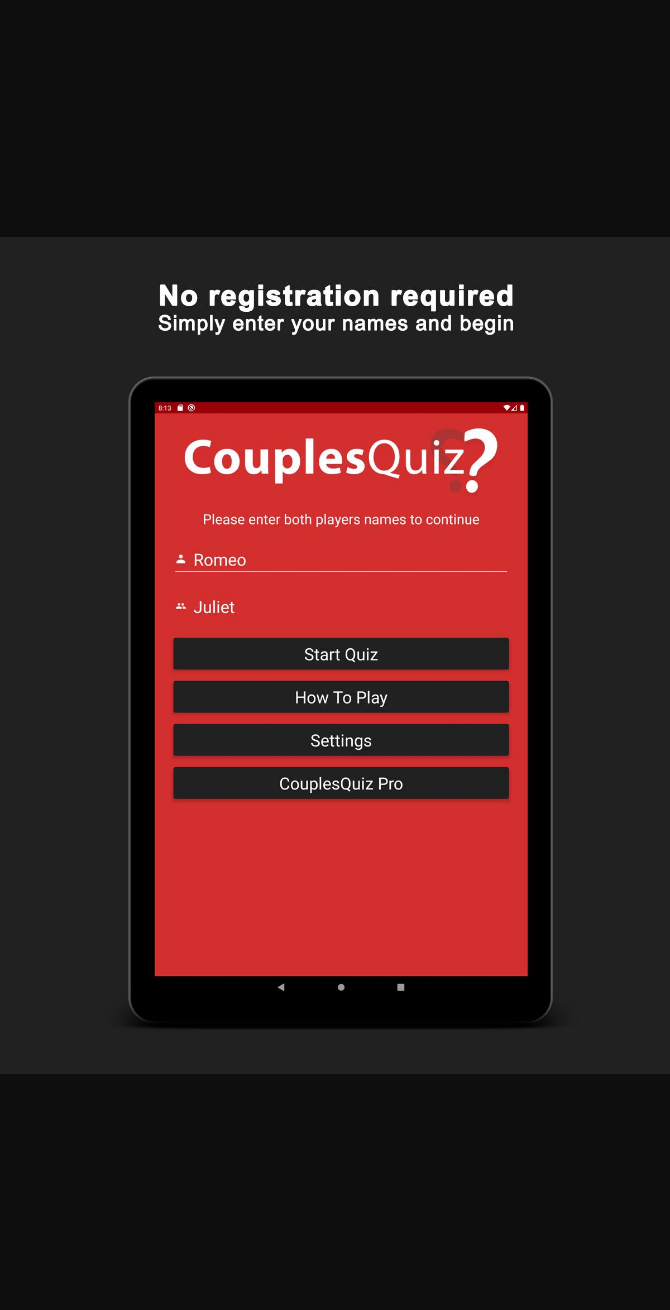 No registration required
Simply enter your names and begin
8:13
CouplesQuiz?
Please enter both players names to continue
Romeo
Juliet
Start Quiz
How To Play
Settings
CouplesQuiz Pro